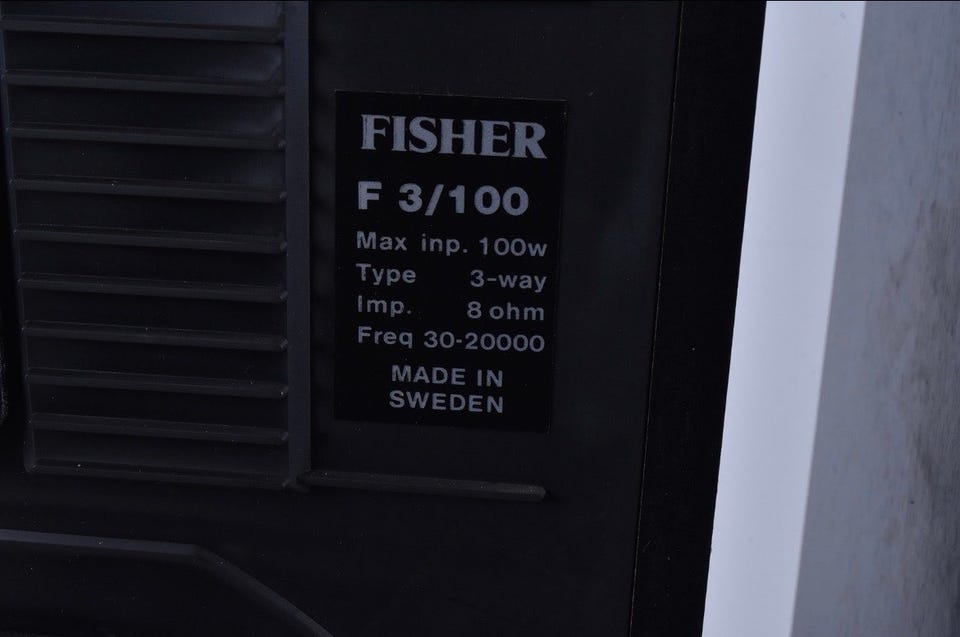 FISHER
F 3/100
Max inp. 100w
Type 3-way
Imp. 8 ohm
Freq 30-20000
MADE IN
SWEDEN